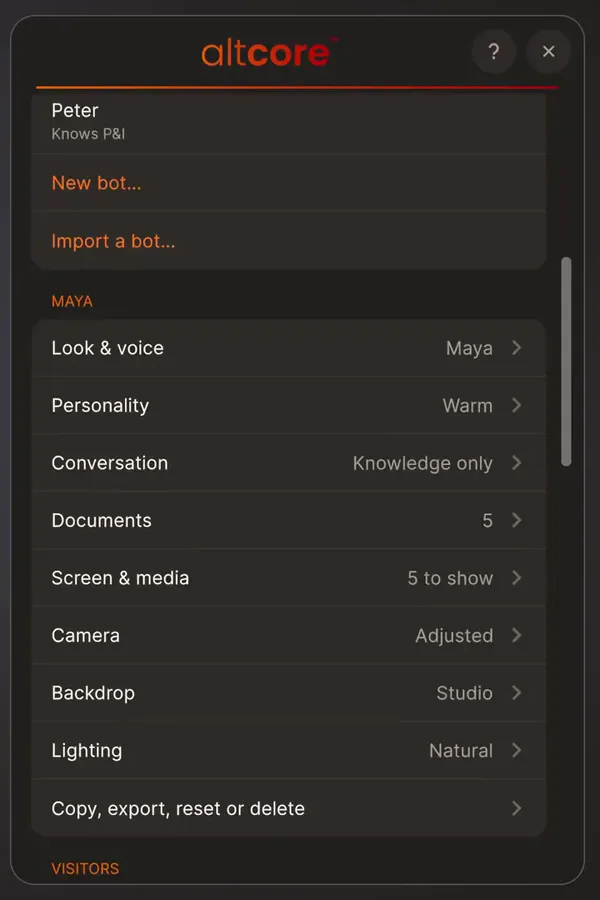 altcore™
?
×
Peter
Knows P&I
New bot...
Import a bot...
MAYA
Look & voice
Maya
Personality
Warm
Conversation
Knowledge only
Documents
5
Screen & media
5 to show
Camera
Adjusted
Backdrop
Studio
Lighting
Natural
Copy, export, reset or delete
VISITORS